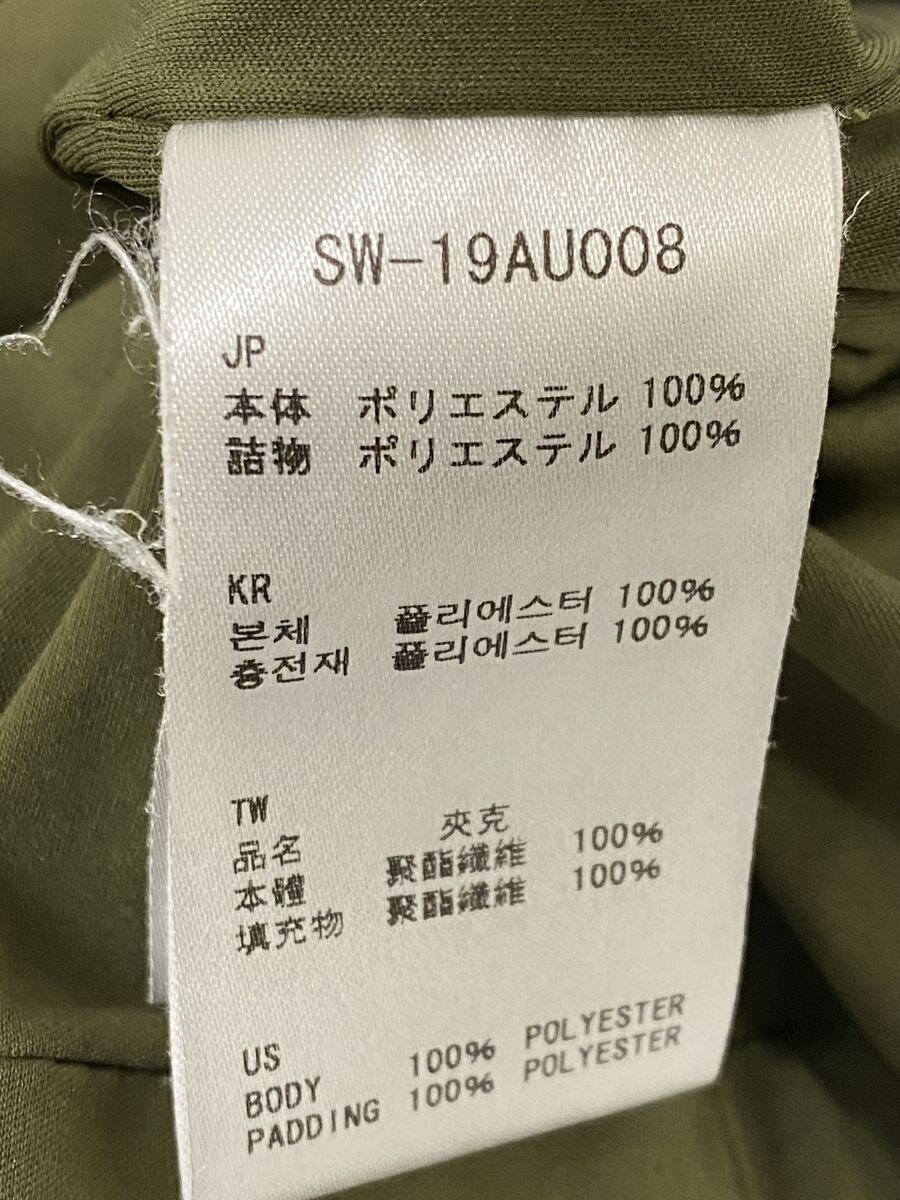 SW-19AU008
JP
本体 ポリエステル 100%
詰物 ポリエステル 100%
KR
본체 폴리에스터 100%
충전재 폴리에스터 100%
TW
品名 夾克
本體 聚酯纖維 100%
填充物 聚酯纖維 100%
US
BODY 100% POLYESTER
PADDING 100% POLYESTER